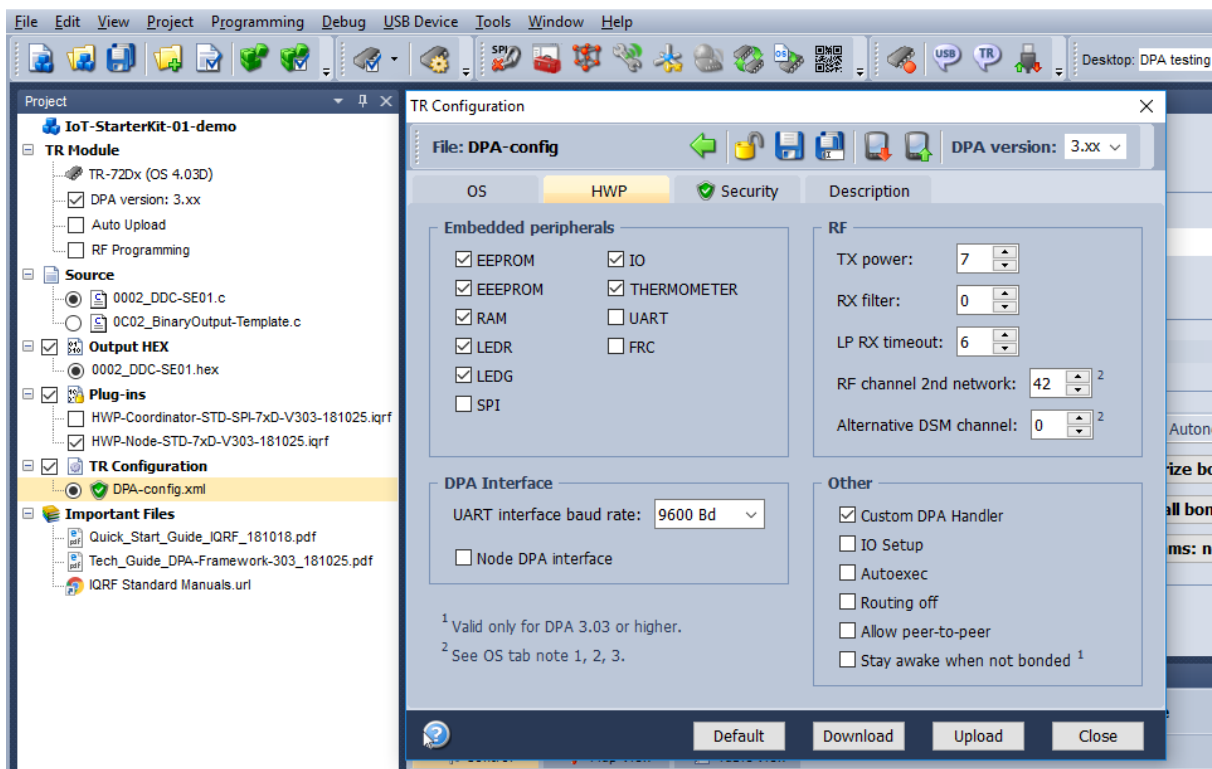 File Edit View Project Programming Debug USB Device Tools Window Help
SPI os USB TR Desktop: DPA testing
Project
IoT-StarterKit-01-demo
TR Module
TR-72Dx (OS 4.03D)
DPA version: 3.xx
Auto Upload
RF Programming
Source
0002_DDC-SE01.c
0C02_BinaryOutput-Template.c
Output HEX
0002_DDC-SE01.hex
Plug-ins
HWP-Coordinator-STD-SPI-7xD-V303-181025.iqrf
HWP-Node-STD-7xD-V303-181025.iqrf
TR Configuration
DPA-config.xml
Important Files
Quick_Start_Guide_IQRF_181018.pdf
Tech_Guide_DPA-Framework-303_181025.pdf
IQRF Standard Manuals.url
TR Configuration
File: DPA-config DPA version: 3.xx
OS HWP Security Description
Embedded peripherals
EEPROM IO
EEEPROM THERMOMETER
RAM UART
LEDR FRC
LEDG
SPI
RF
TX power: 7
RX filter: 0
LP RX timeout: 6
RF channel 2nd network: 42 2
Alternative DSM channel: 0 2
DPA Interface
UART interface baud rate: 9600 Bd
Node DPA interface
1 Valid only for DPA 3.03 or higher.
2 See OS tab note 1, 2, 3.
Other
Custom DPA Handler
IO Setup
Autoexec
Routing off
Allow peer-to-peer
Stay awake when not bonded 1
Default Download Upload Close